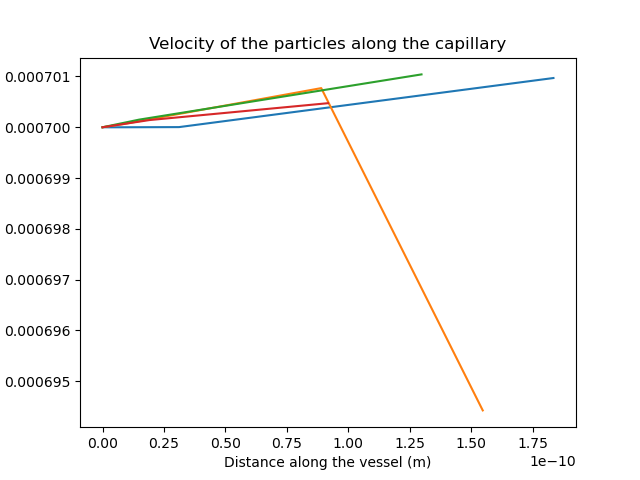 Velocity of the particles along the capillary
0.000701
0.000700
0.000699
0.000698
0.000697
0.000696
0.000695
0.00 0.25 0.50 0.75 1.00 1.25 1.50 1.75
Distance along the vessel (m)
1e−10